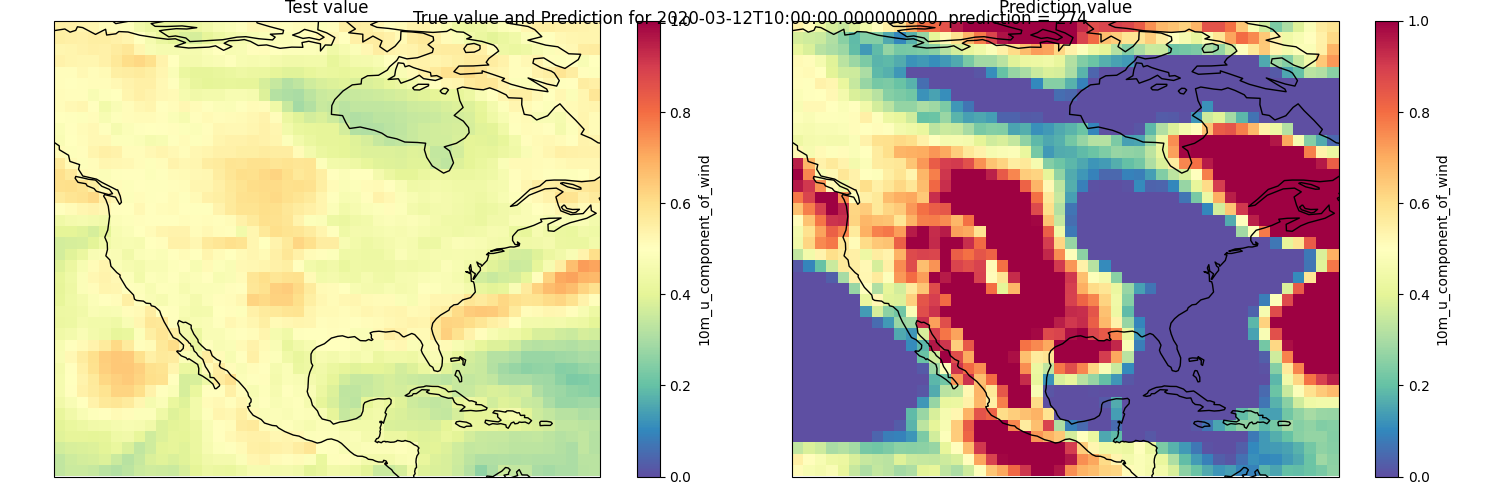 Test value
True value and Prediction for 2020-03-12T10:00:00.000000000, prediction = 274
Prediction value
1.0
0.8
0.6
0.4
0.2
0.0
10m_u_component_of_wind
1.0
0.8
0.6
0.4
0.2
0.0
10m_u_component_of_wind